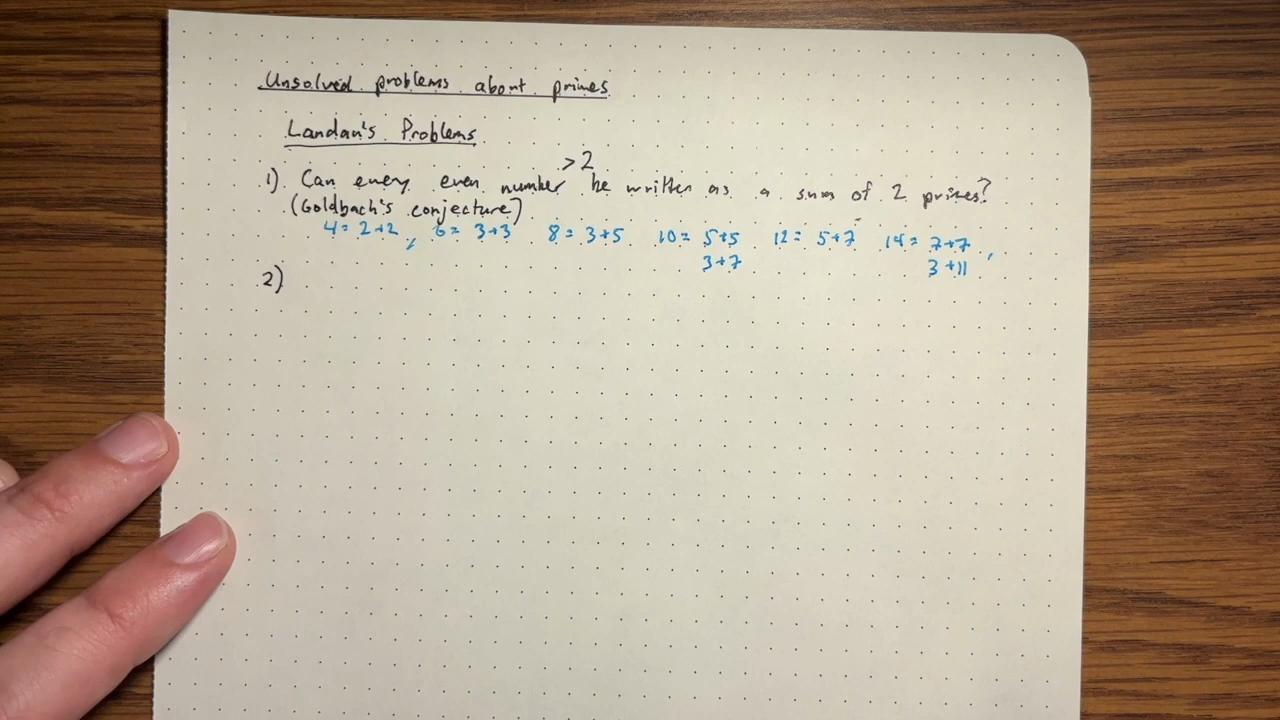 Unsolved problems about primes
Landau's Problems
>2
1) Can every even number be written as a sum of 2 primes?
(Goldbach's conjecture)
4= 2+2, 6= 3+3 8= 3+5 10= 5+5 12= 5+7 14= 7+7,
3+7 3+11
2)